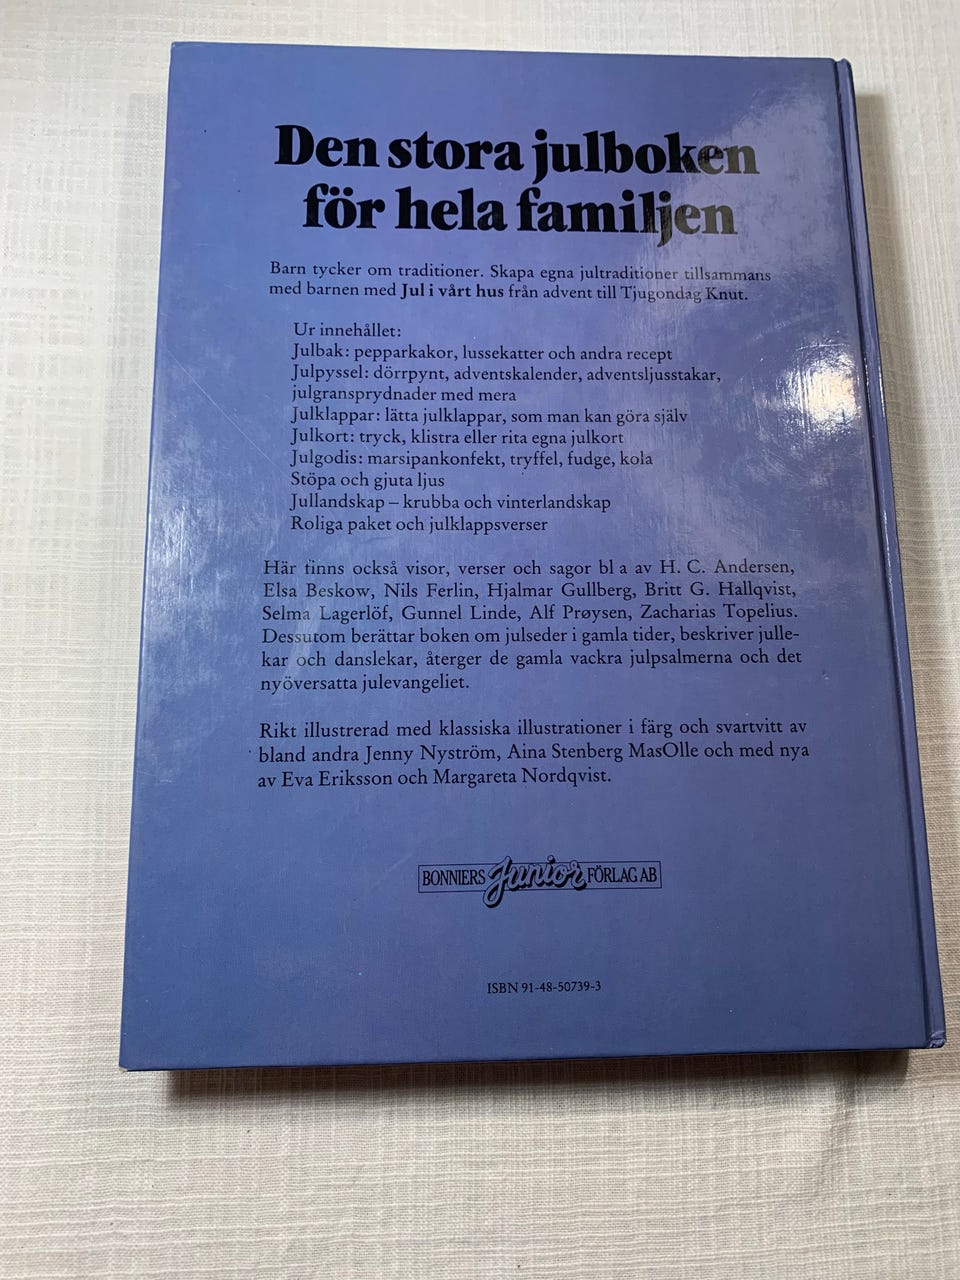 Den stora julboken
för hela familjen
Barn tycker om traditioner. Skapa egna jultraditioner tillsammans
med barnen med Jul i vårt hus från advent till Tjugondag Knut.
Ur innehållet:
Julbak: pepparkakor, lussekatter och andra recept
Julpyssel: dörrpynt, adventskalender, adventsljusstakar,
julgransprydnader med mera
Julklappar: lätta julklappar, som man kan göra själv
Julkort: tryck, klistra eller rita egna julkort
Julgodis: marsipankonfekt, tryffel, fudge, kola
Stöpa och gjuta ljus
Jullandskap – krubba och vinterlandskap
Roliga paket och julklappsverser
Här finns också visor, verser och sagor bl a av H. C. Andersen,
Elsa Beskow, Nils Ferlin, Hjalmar Gullberg, Britt G. Hallqvist,
Selma Lagerlöf, Gunnel Linde, Alf Prøysen, Zacharias Topelius.
Dessutom berättar boken om julseder i gamla tider, beskriver julle-
kar och danslekar, återger de gamla vackra julpsalmerna och det
nyöversatta julevangeliet.
Rikt illustrerad med klassiska illustrationer i färg och svartvitt av
bland andra Jenny Nyström, Aina Stenberg MasOlle och med nya
av Eva Eriksson och Margareta Nordqvist.
BONNIERS Junior FÖRLAG AB
ISBN 91-48-50739-3